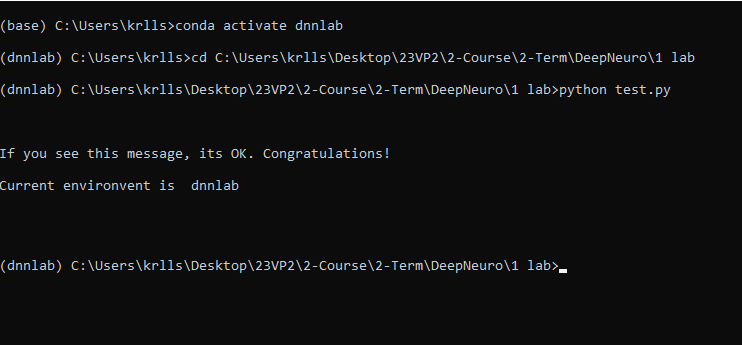 (base) C:\Users\krlls>conda activate dnnlab
(dnnlab) C:\Users\krlls>cd C:\Users\krlls\Desktop\23VP2\2-Course\2-Term\DeepNeuro\1 lab
(dnnlab) C:\Users\krlls\Desktop\23VP2\2-Course\2-Term\DeepNeuro\1 lab>python test.py
If you see this message, its OK. Congratulations!
Current environvent is  dnnlab
(dnnlab) C:\Users\krlls\Desktop\23VP2\2-Course\2-Term\DeepNeuro\1 lab>